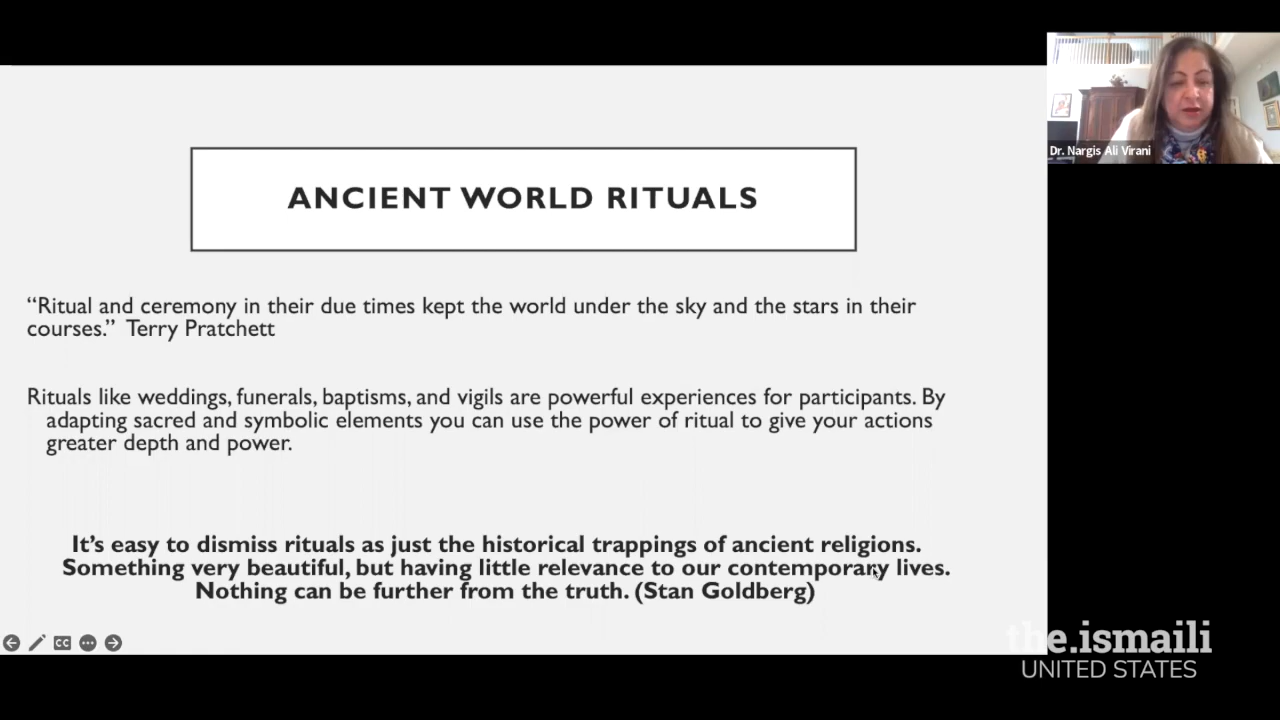 ANCIENT WORLD RITUALS
“Ritual and ceremony in their due times kept the world under the sky and the stars in their
courses.” Terry Pratchett
Rituals like weddings, funerals, baptisms, and vigils are powerful experiences for participants. By
adapting sacred and symbolic elements you can use the power of ritual to give your actions
greater depth and power.
It’s easy to dismiss rituals as just the historical trappings of ancient religions.
Something very beautiful, but having little relevance to our contemporary lives.
Nothing can be further from the truth. (Stan Goldberg)
Dr. Nargis Ali Virani
CC
the.ismaili
UNITED STATES